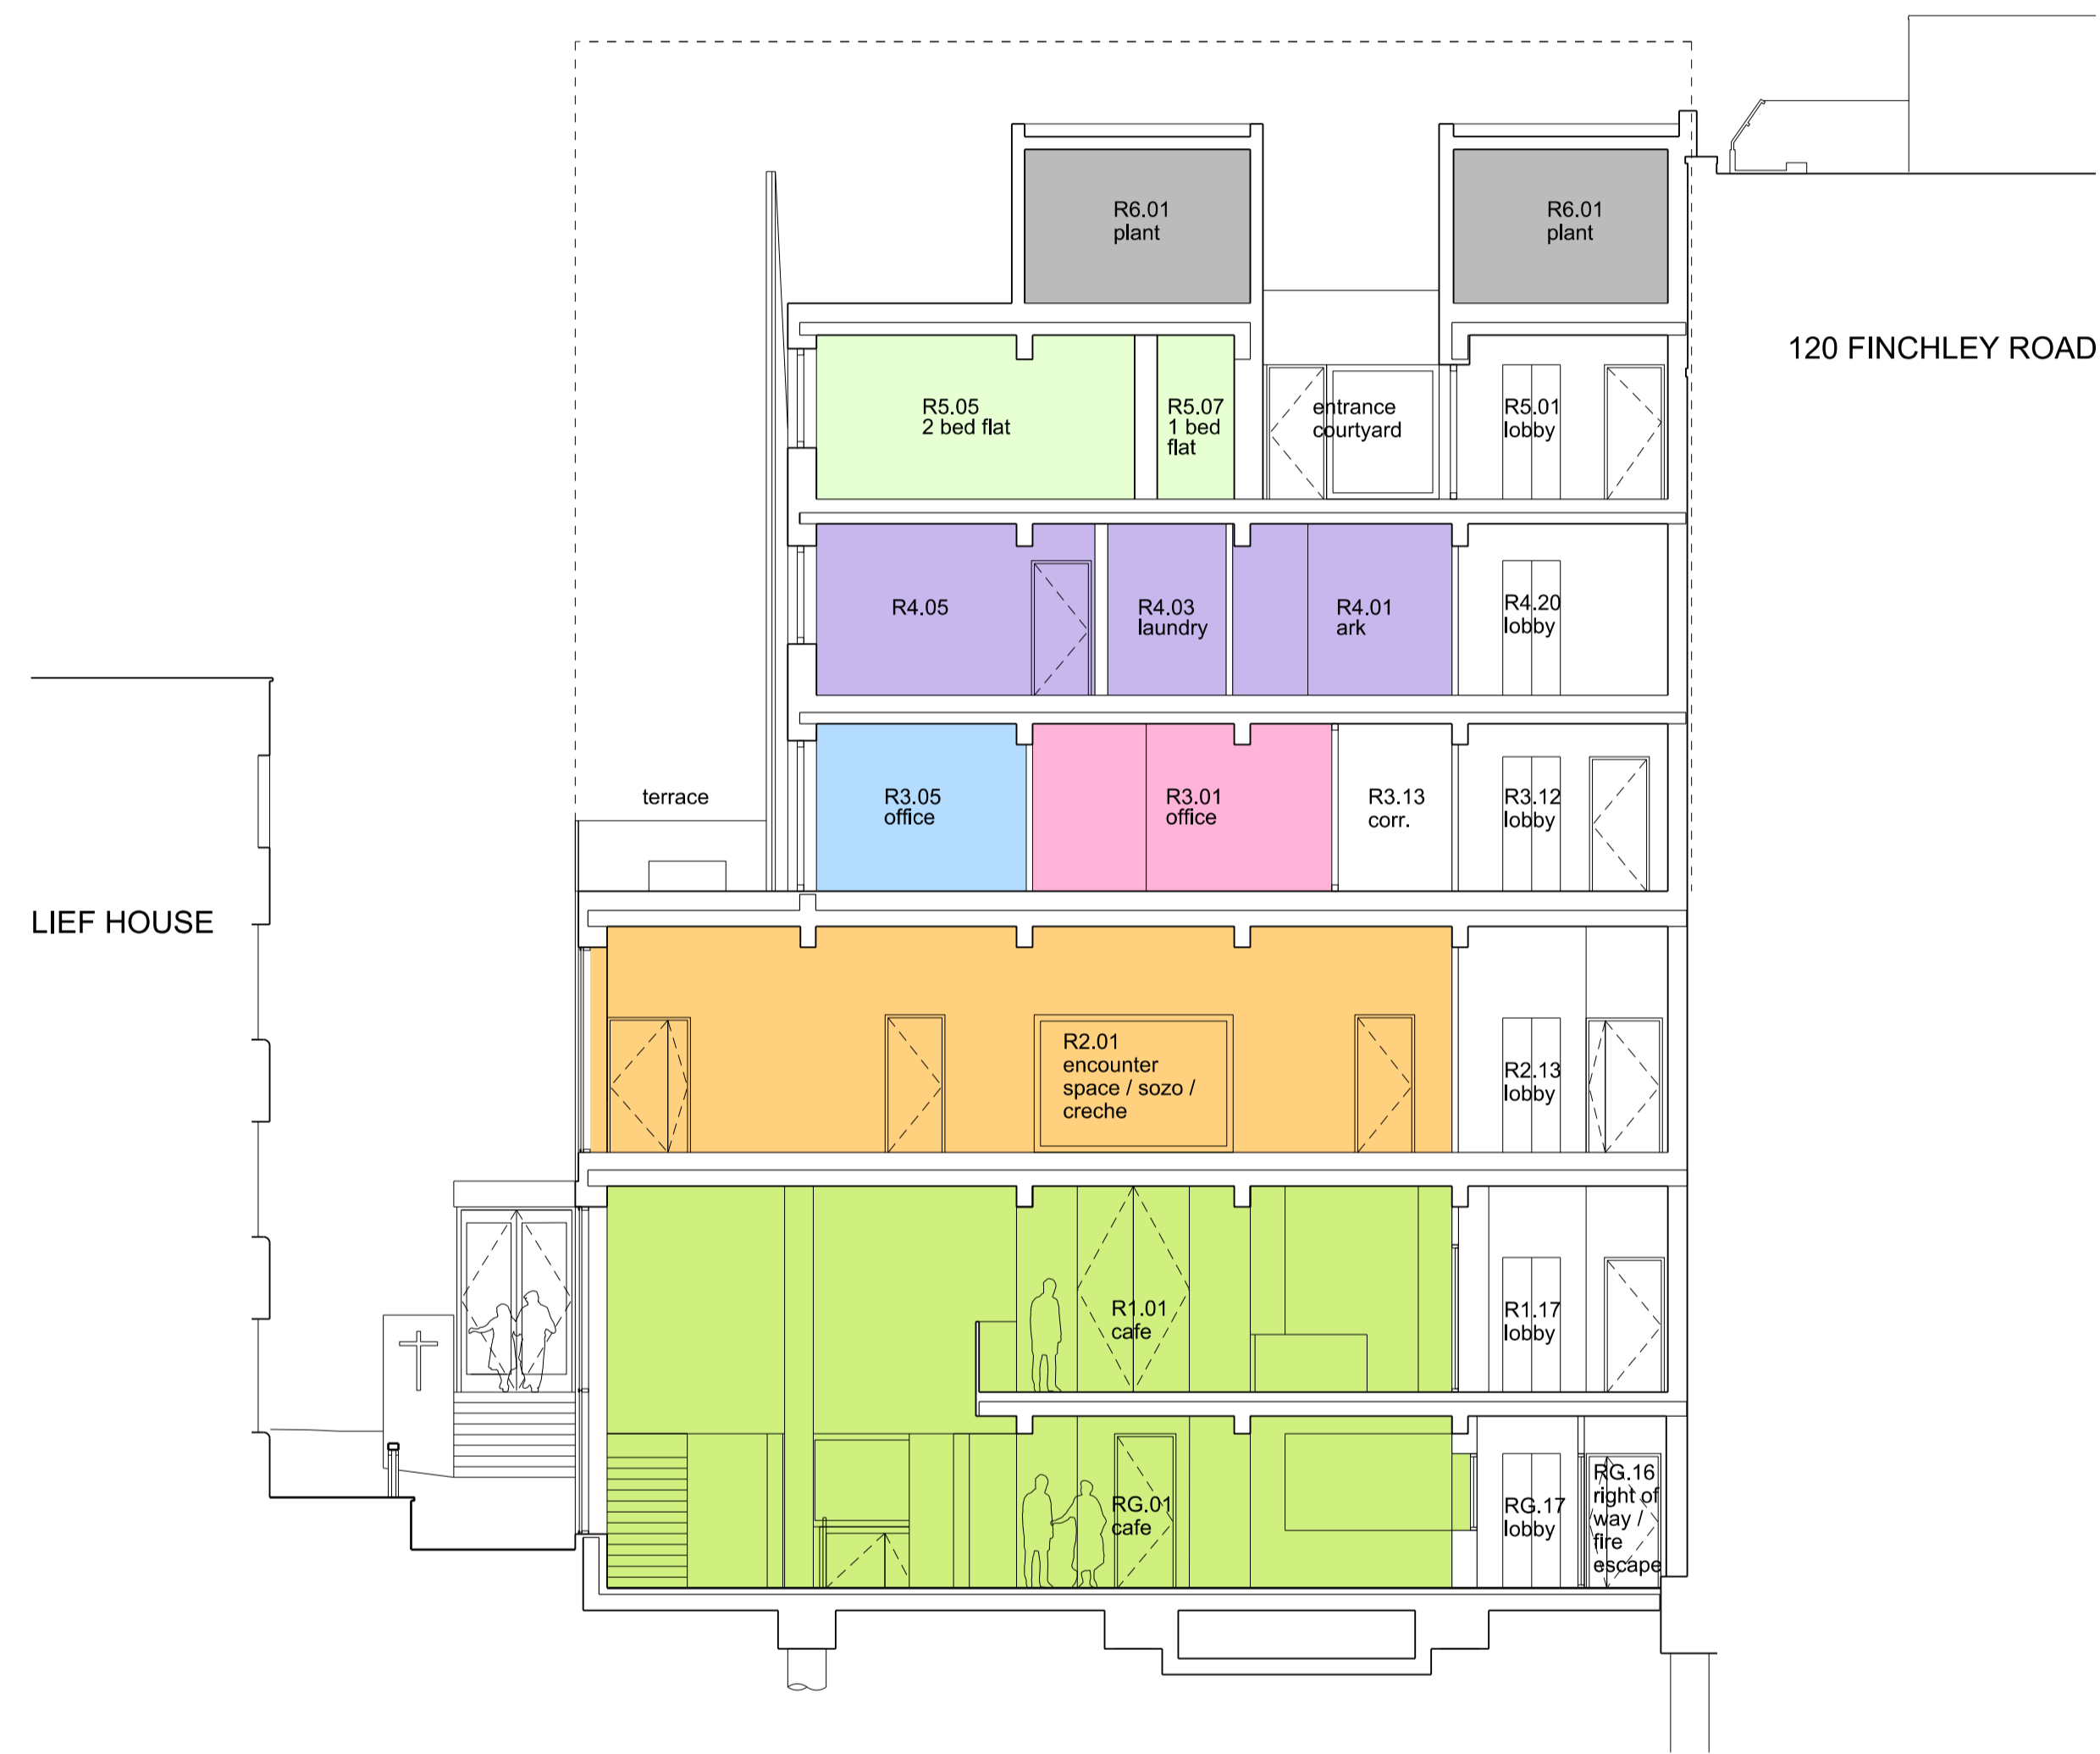 R6.01
plant
R6.01
plant
120 FINCHLEY ROAD
R5.05
2 bed flat
R5.07
1 bed
flat
entrance
courtyard
R5.01
lobby
R4.05
R4.03
laundry
R4.01
ark
R4.20
lobby
terrace
R3.05
office
R3.01
office
R3.13
corr.
R3.12
lobby
LIEF HOUSE
R2.01
encounter
space / sozo /
creche
R2.13
lobby
R1.01
cafe
R1.17
lobby
RG.01
cafe
RG.17
lobby
RG.16
right of
way /
fire
escape